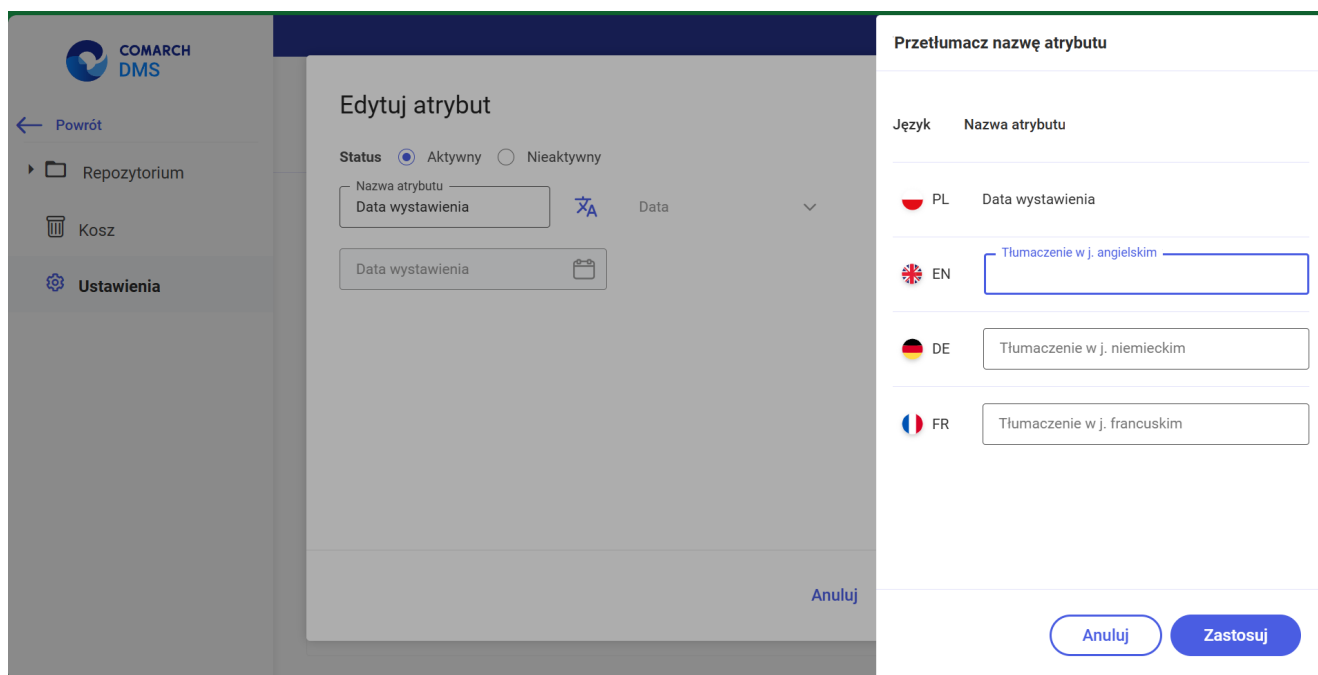 COMARCH
DMS
Powrót
Repozytorium
Kosz
Ustawienia
Edytuj atrybut
Status Aktywny Nieaktywny
Nazwa atrybutu
Data wystawienia
Data
Data wystawienia
Anuluj
Przetłumacz nazwę atrybutu
Język Nazwa atrybutu
PL Data wystawienia
Tłumaczenie w j. angielskim
EN
DE Tłumaczenie w j. niemieckim
FR Tłumaczenie w j. francuskim
Anuluj Zastosuj